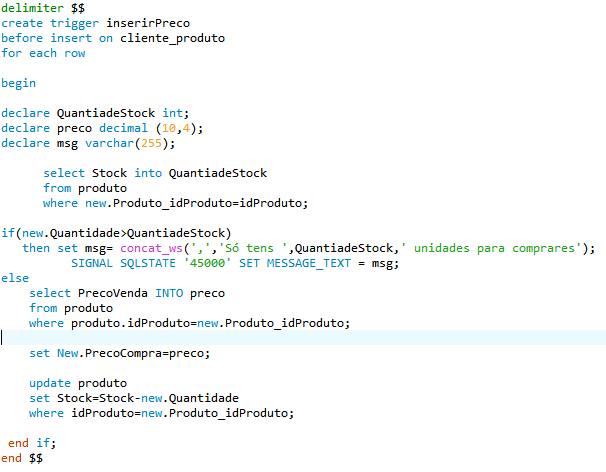 delimiter $$
create trigger inserirPreco
before insert on cliente_produto
for each row
begin
declare QuantiadeStock int;
declare preco decimal (10,4);
declare msg varchar(255);
select Stock into QuantiadeStock
from produto
where new.Produto_idProduto=idProduto;
if(new.Quantidade>QuantiadeStock)
then set msg= concat_ws(',','Só tens ',QuantiadeStock,' unidades para comprares');
SIGNAL SQLSTATE '45000' SET MESSAGE_TEXT = msg;
else
select PrecoVenda INTO preco
from produto
where produto.idProduto=new.Produto_idProduto;
set New.PrecoCompra=preco;
update produto
set Stock=Stock-new.Quantidade
where idProduto=new.Produto_idProduto;
end if;
end $$